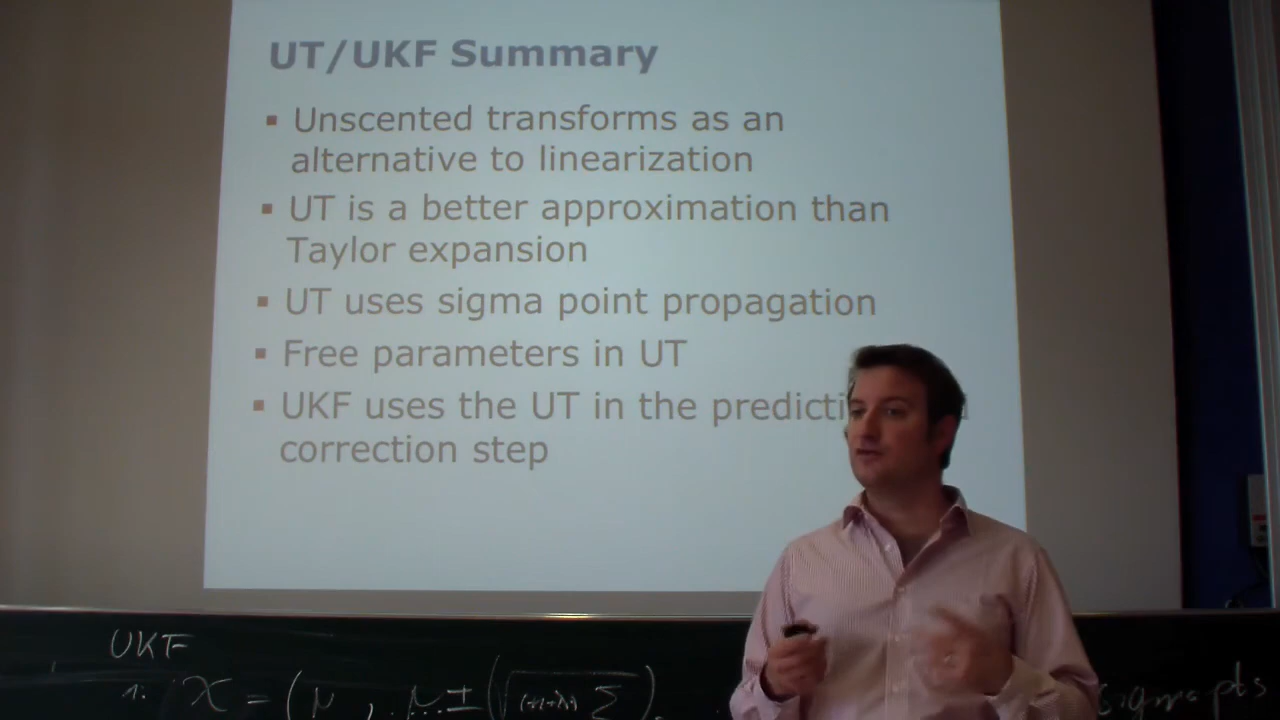 UT/UKF Summary
▪ Unscented transforms as an
alternative to linearization
▪ UT is a better approximation than
Taylor expansion
▪ UT uses sigma point propagation
▪ Free parameters in UT
▪ UKF uses the UT in the
correction step
UKF
1. X = (μ, μ ± (√(n+λ) Σ)